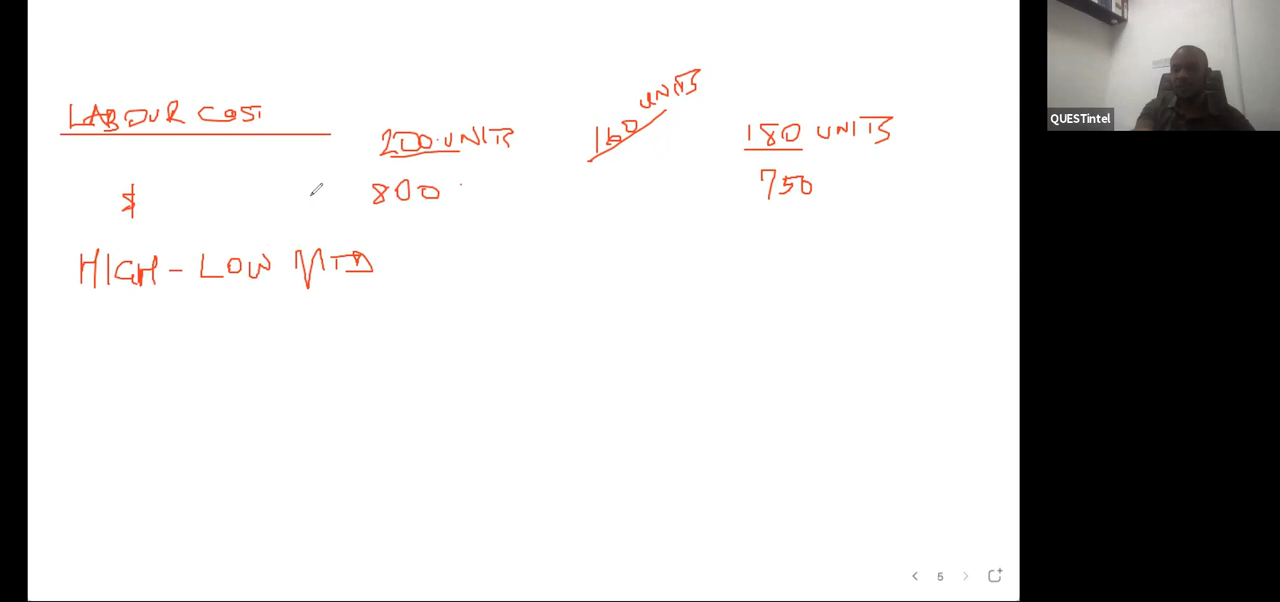 LABOUR COST
200 UNITS
160 UNITS
180 UNITS
$
800
750
HIGH - LOW MTD
QUESTintel
5